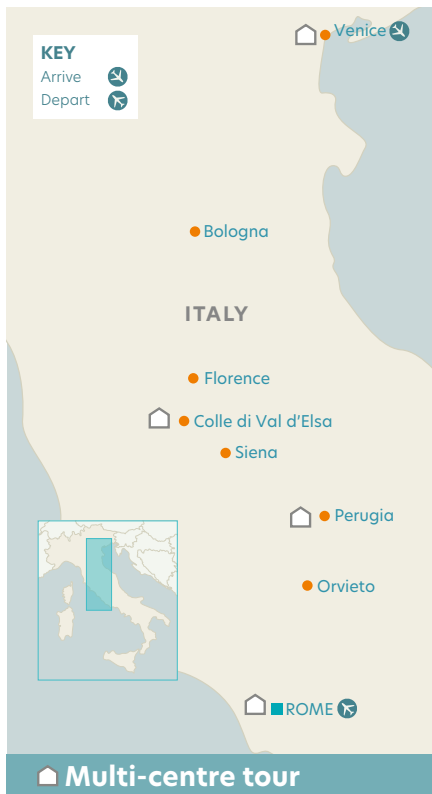 Venice
KEY
Arrive
Depart
Bologna
ITALY
Florence
Colle di Val d'Elsa
Siena
Perugia
Orvieto
ROME
Multi-centre tour